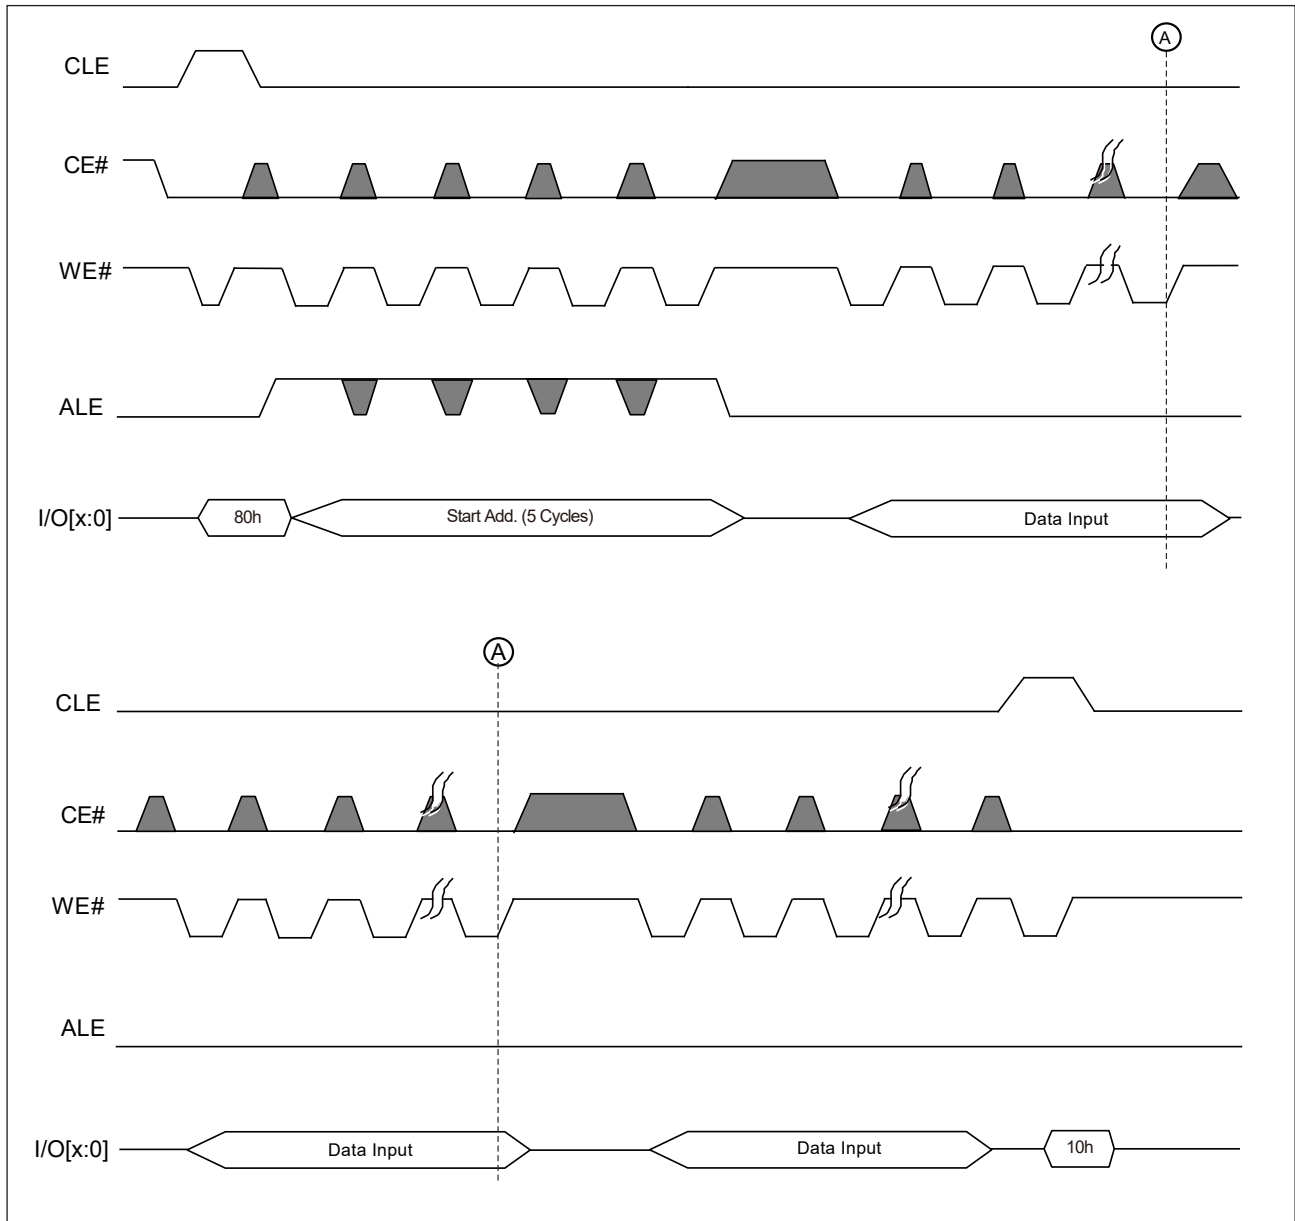 A
CLE
CE#
WE#
ALE
I/O[x:0]
80h
Start Add. (5 Cycles)
Data Input
A
CLE
CE#
WE#
ALE
I/O[x:0]
Data Input
Data Input
10h